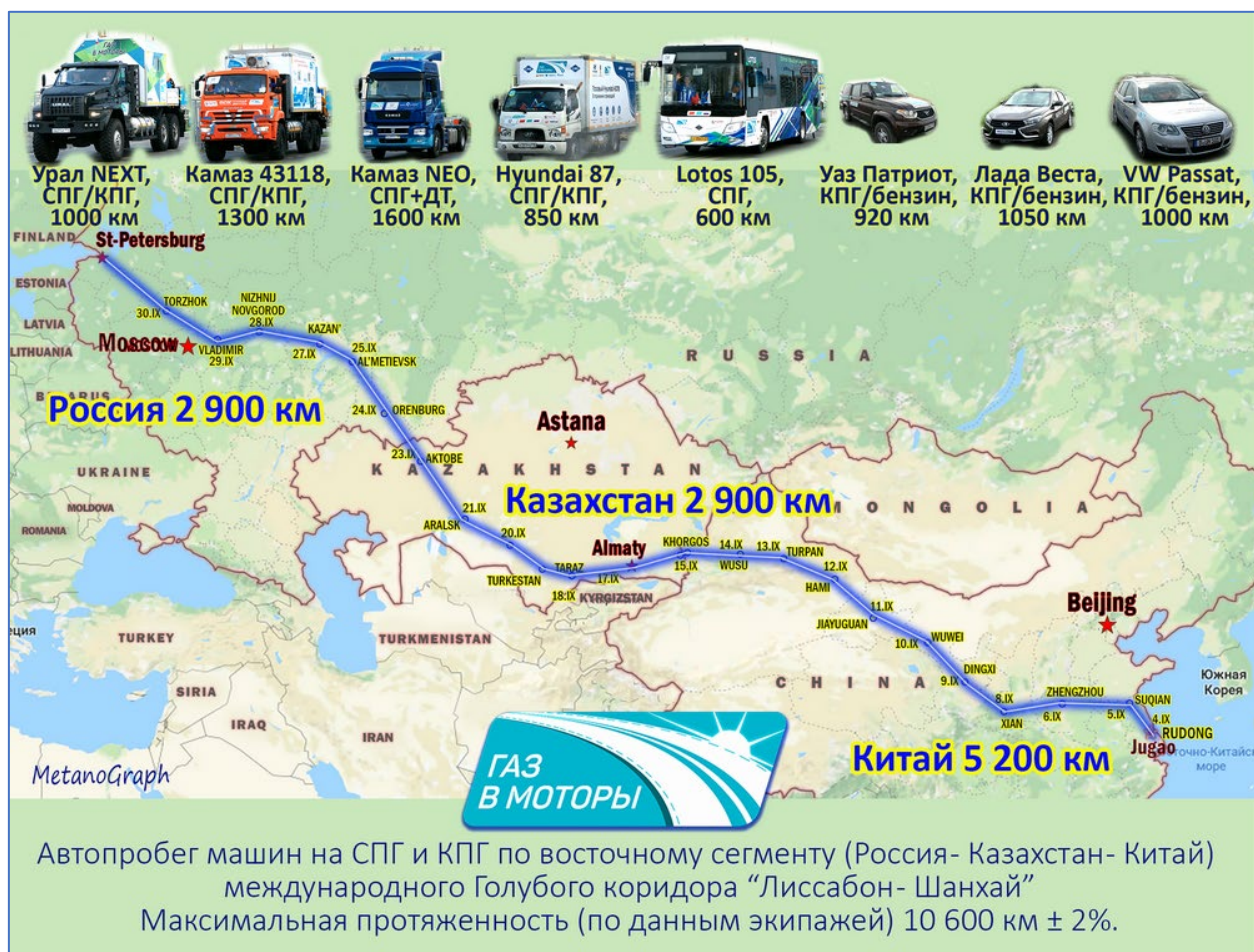 Урал NEXT,
СПГ/КПГ,
1000 км
Камаз 43118,
СПГ/КПГ,
1300 км
Камаз NEO,
СПГ+ДТ,
1600 км
Hyundai 87,
СПГ/КПГ,
850 км
Lotos 105,
СПГ,
600 км
Уаз Патриот,
КПГ/бензин,
920 км
Лада Веста,
КПГ/бензин,
1050 км
VW Passat,
КПГ/бензин,
1000 км
FINLAND
St-Petersburg
ESTONIA
TORZHOK
30.IX
NIZHNIJ
NOVGOROD
28.IX
LATVIA
LITHUANIA
Moscow
VLADIMIR
29.IX
KAZAN'
27.IX
25.IX
AL'METIEVSK
RUSSIA
BELARUS
Россия 2 900 км
24.IX
ORENBURG
Astana
23.IX
AKTOBE
KAZAKHSTAN
UKRAINE
MOLDOVA
ROMANIA
Казахстан 2 900 км
MONGOLIA
21.IX
ARALSK
20.IX
TURKESTAN
TARAZ
18.IX
Almaty
17.IX
KYRGIZSTAN
KHORGOS
15.IX
14.IX
WUSU
13.IX
TURPAN
12.IX
HAMI
11.IX
JIAYUGUAN
10.IX
WUWEI
Beijing
DINGXI
9.IX
8.IX
XIAN
ZHENGZHOU
6.IX
SUQIAN
5.IX
4.IX
RUDONG
Jugao
CHINA
Южная
Корея
море
Китай 5 200 км
TURKEY
TURKMENISTAN
SYRIA
IRAQ
IRAN
MetanoGraph
ГАЗ
В МОТОРЫ
Автопробег машин на СПГ и КПГ по восточному сегменту (Россия- Казахстан- Китай)
международного Голубого коридора “Лиссабон- Шанхай”
Максимальная протяженность (по данным экипажей) 10 600 км ± 2%.